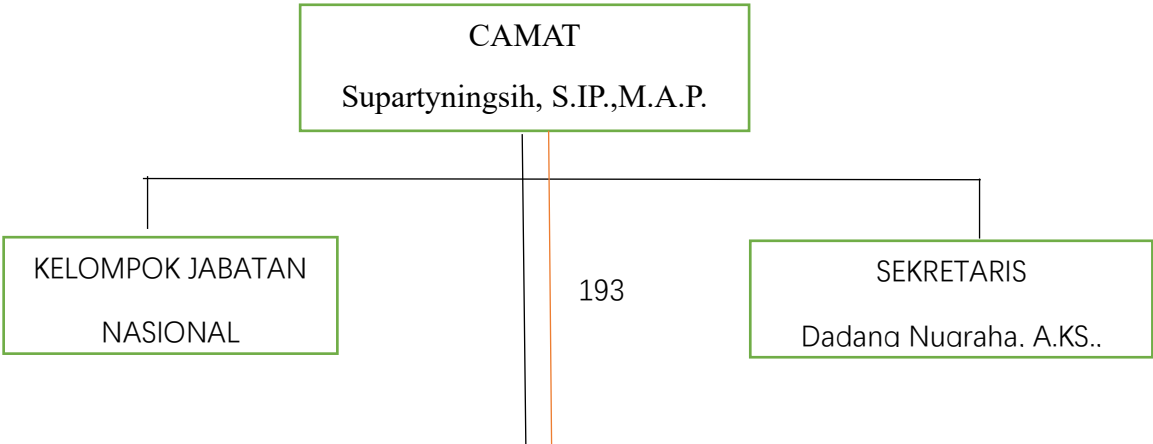 CAMAT
Supartyningsih, S.IP.,M.A.P.
KELOMPOK JABATAN
NASIONAL
193
SEKRETARIS
Dadang Nugraha. A.KS..